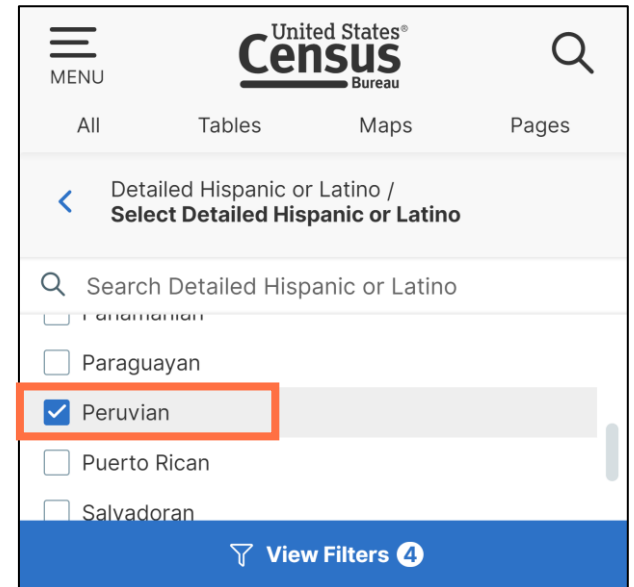 United States®
Census
Bureau
MENU
All Tables Maps Pages
Detailed Hispanic or Latino /
Select Detailed Hispanic or Latino
Search Detailed Hispanic or Latino
Panamanian
Paraguayan
Peruvian
Puerto Rican
Salvadoran
View Filters 4